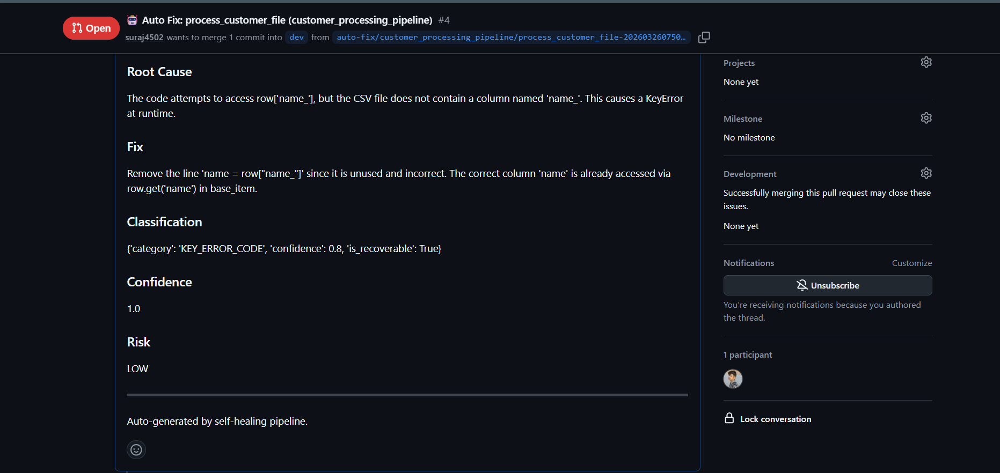 Open
Auto Fix: process_customer_file (customer_processing_pipeline) #4
suraj4502 wants to merge 1 commit into dev from auto-fix/customer_processing_pipeline/process_customer_file-202603260750…
Root Cause
The code attempts to access row['name_'], but the CSV file does not contain a column named 'name_'. This causes a KeyError
at runtime.
Fix
Remove the line 'name = row["name_"]' since it is unused and incorrect. The correct column 'name' is already accessed via
row.get('name') in base_item.
Classification
{'category': 'KEY_ERROR_CODE', 'confidence': 0.8, 'is_recoverable': True}
Confidence
1.0
Risk
LOW
Auto-generated by self-healing pipeline.
Projects
None yet
Milestone
No milestone
Development
Successfully merging this pull request may close these
issues.
None yet
Notifications Customize
Unsubscribe
You're receiving notifications because you authored
the thread.
1 participant
Lock conversation